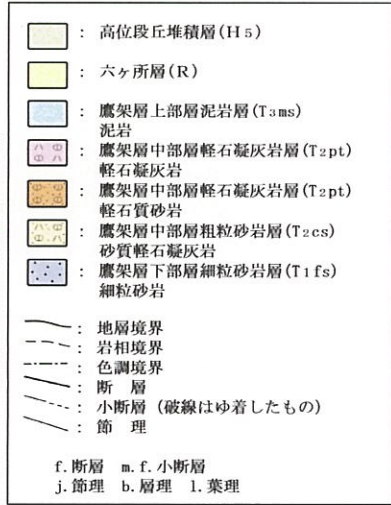 : 高位段丘堆積層(H5)
: 六ヶ所層(R)
: 鷹架層上部層泥岩層(T3ms)
泥岩
: 鷹架層中部層軽石凝灰岩層(T2pt)
軽石凝灰岩
: 鷹架層中部層軽石凝灰岩層(T2pt)
軽石質砂岩
: 鷹架層中部層粗粒砂岩層(T2cs)
砂質軽石凝灰岩
: 鷹架層下部層細粒砂岩層(T1fs)
細粒砂岩
: 地層境界
: 岩相境界
: 色調境界
: 断 層
: 小断層 (破線はゆ着したもの)
: 節 理
f.断層 m.f.小断層
j.節理 b.層理 l.葉理